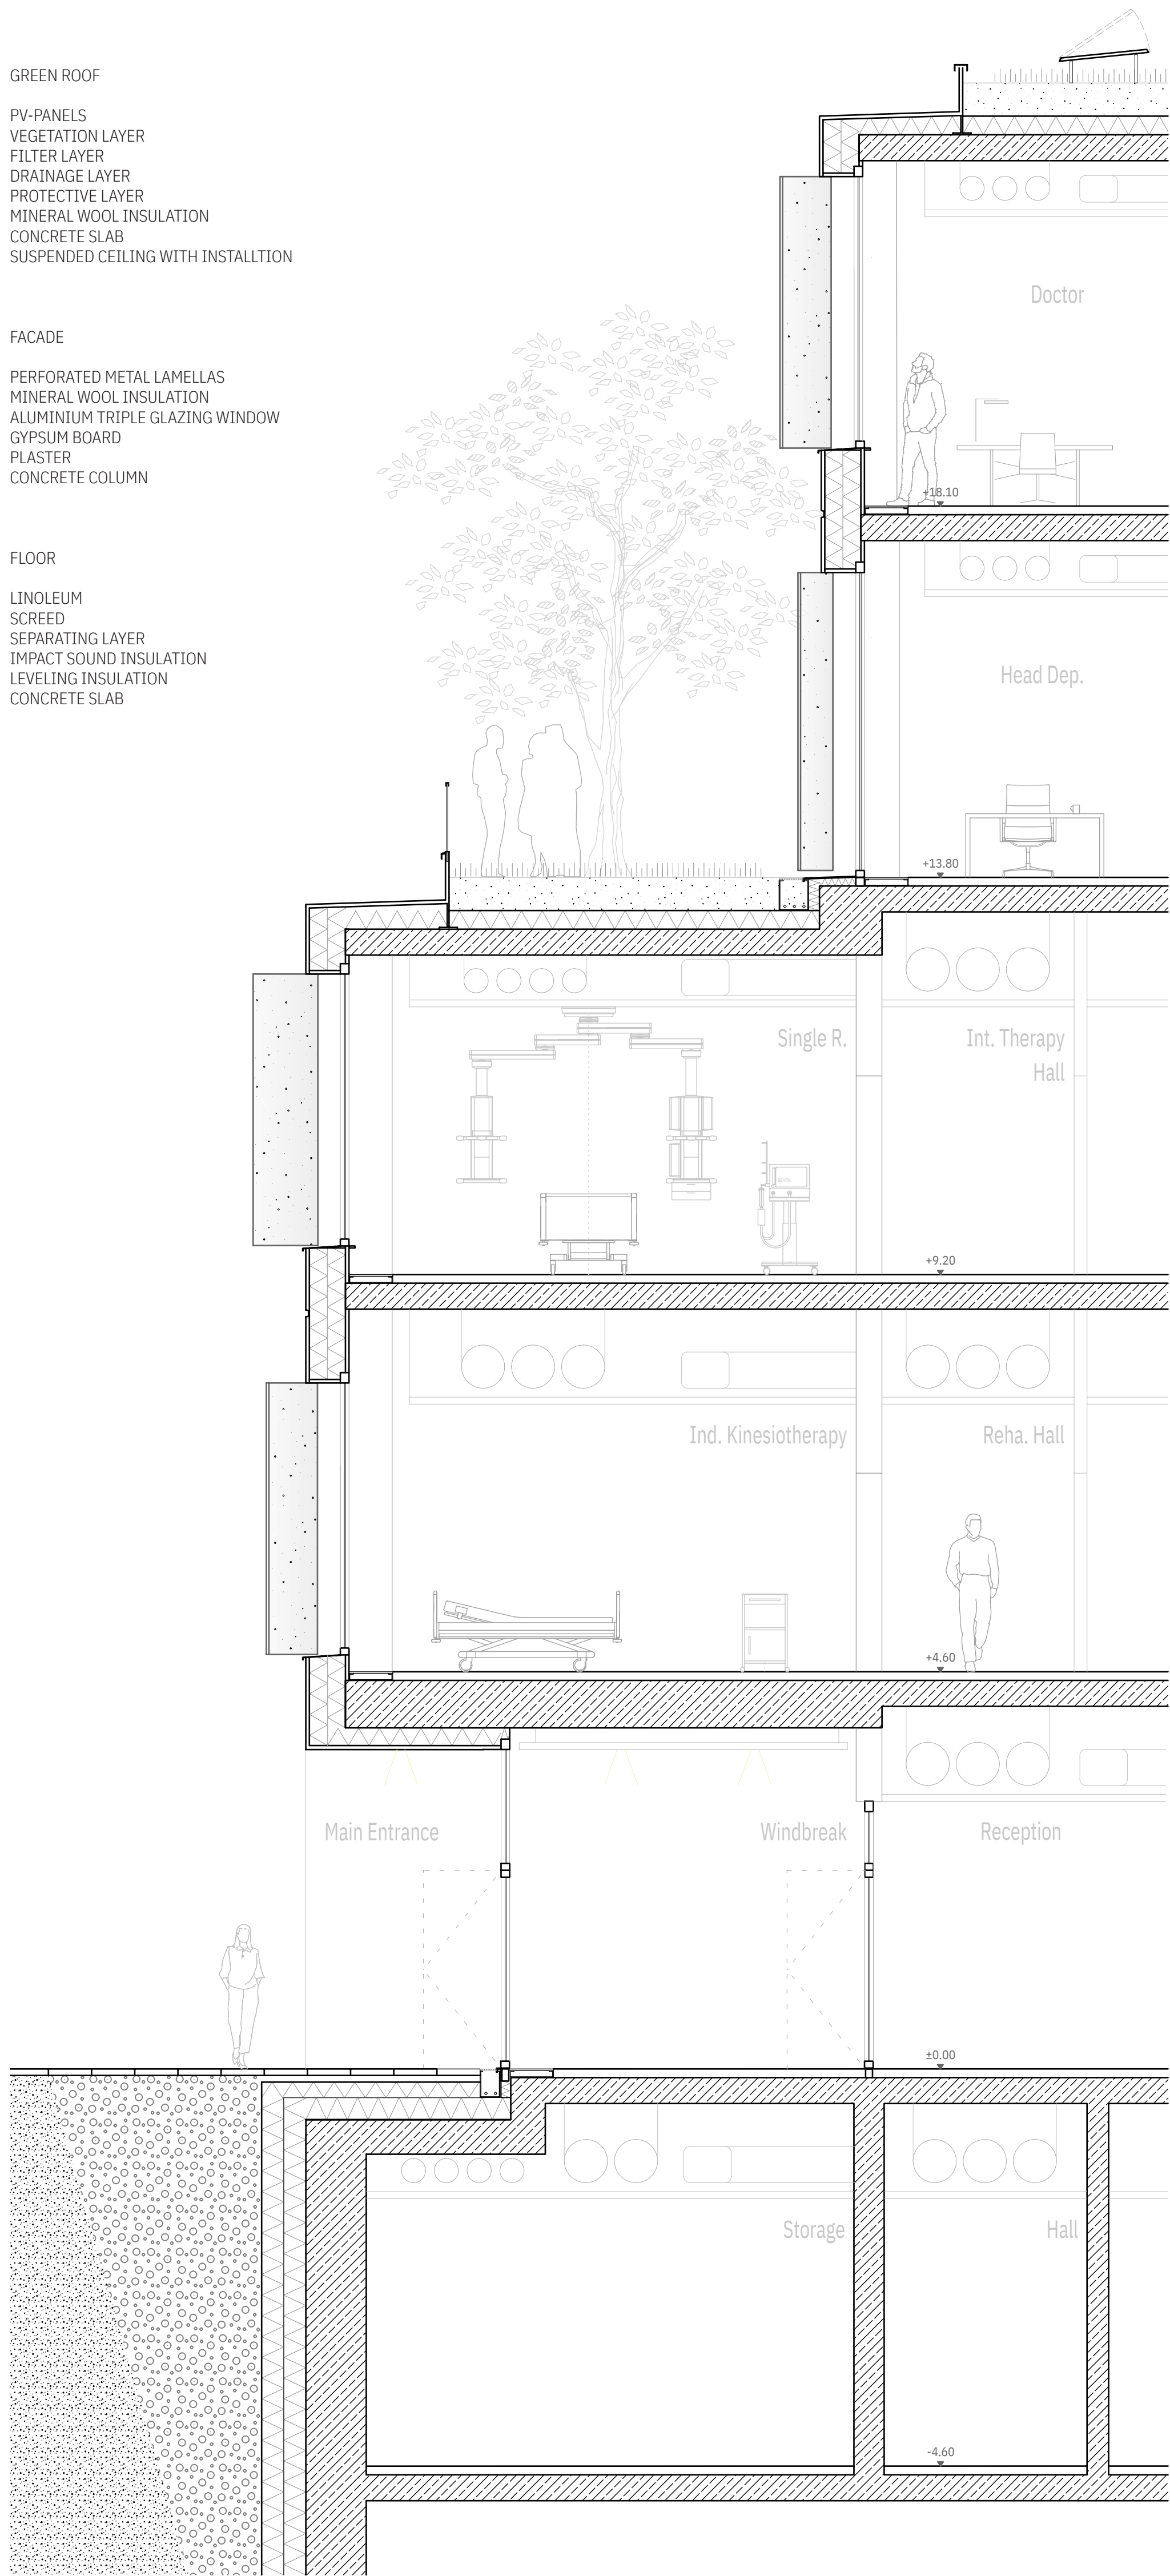 GREEN ROOF
PV-PANELS
VEGETATION LAYER
FILTER LAYER
DRAINAGE LAYER
PROTECTIVE LAYER
MINERAL WOOL INSULATION
CONCRETE SLAB
SUSPENDED CEILING WITH INSTALLTION
FACADE
PERFORATED METAL LAMELLAS
MINERAL WOOL INSULATION
ALUMINIUM TRIPLE GLAZING WINDOW
GYPSUM BOARD
PLASTER
CONCRETE COLUMN
FLOOR
LINOLEUM
SCREED
SEPARATING LAYER
IMPACT SOUND INSULATION
LEVELING INSULATION
CONCRETE SLAB
Doctor
+18.10
Head Dep.
+13.80
Single R.
Int. Therapy
Hall
+9.20
Ind. Kinesiotherapy
Reha. Hall
+4.60
Main Entrance
Windbreak
Reception
±0.00
Storage
Hall
-4.60